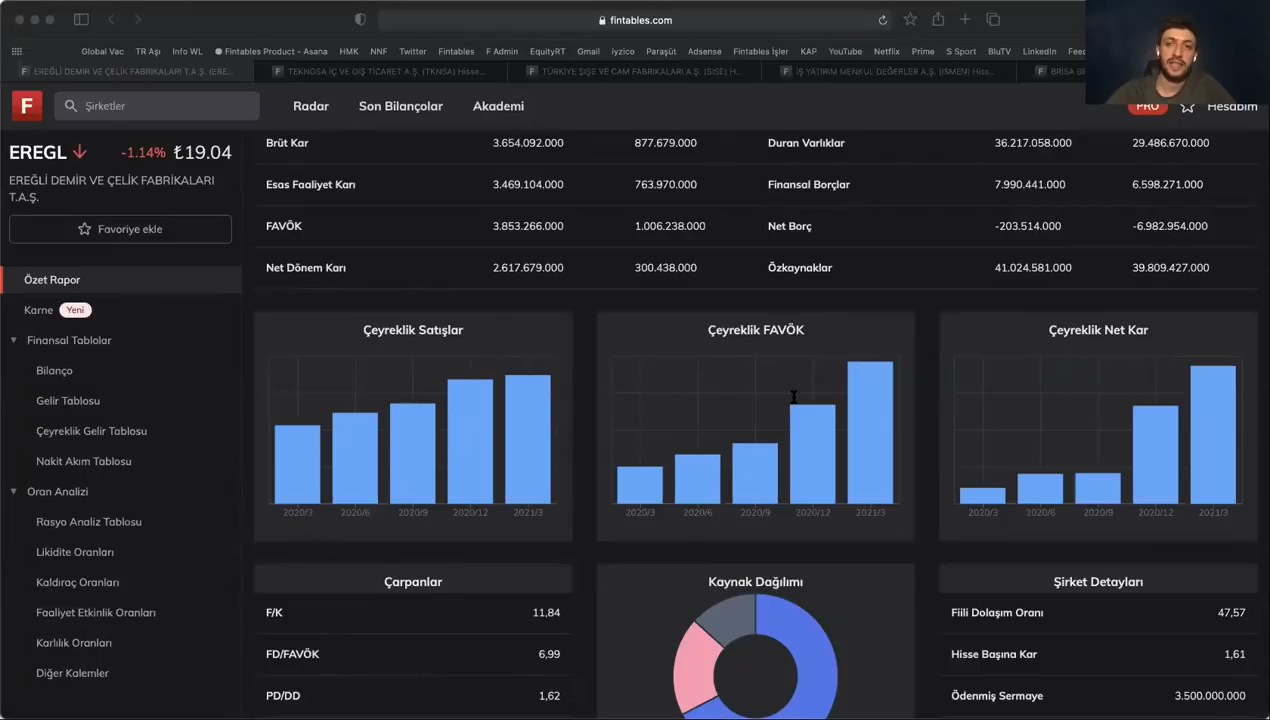 fintables.com
Global Vac TR Aşı Info WL Fintables Product - Asana HMK NNF Twitter Fintables F Admin EquityRT Gmail iyzico Paraşüt Adsense Fintables İşler KAP YouTube Netflix Prime S Sport BluTV LinkedIn Feed
EREĞLİ DEMİR VE ÇELİK FABRİKALARI T.A.Ş. (ERE... TEKNOSA İÇ VE DIŞ TİCARET A.Ş. (TKNSA) Hisse... TÜRKİYE ŞİŞE VE CAM FABRİKALARI A.Ş. (SISE) H... İŞ YATIRIM MENKUL DEĞERLER A.Ş. (ISMEN) Hiss... BRİSA BR
F Şirketler Radar Son Bilançolar Akademi PRO Hesabım
EREGL -1.14% ₺19.04
EREĞLİ DEMİR VE ÇELİK FABRİKALARI
T.A.Ş.
Favoriye ekle
Özet Rapor
Karne Yeni
Finansal Tablolar
Bilanço
Gelir Tablosu
Çeyreklik Gelir Tablosu
Nakit Akım Tablosu
Oran Analizi
Rasyo Analiz Tablosu
Likidite Oranları
Kaldıraç Oranları
Faaliyet Etkinlik Oranları
Karlılık Oranları
Diğer Kalemler
Brüt Kar 3.654.092.000 877.679.000 Duran Varlıklar 36.217.058.000 29.486.670.000
Esas Faaliyet Karı 3.469.104.000 763.970.000 Finansal Borçlar 7.990.441.000 6.598.271.000
FAVÖK 3.853.266.000 1.006.238.000 Net Borç -203.514.000 -6.982.954.000
Net Dönem Karı 2.617.679.000 300.438.000 Özkaynaklar 41.024.581.000 39.809.427.000
Çeyreklik Satışlar
2020/3 2020/6 2020/9 2020/12 2021/3
Çeyreklik FAVÖK
2020/3 2020/6 2020/9 2020/12 2021/3
Çeyreklik Net Kar
2020/3 2020/6 2020/9 2020/12 2021/3
Çarpanlar
F/K 11,84
FD/FAVÖK 6,99
PD/DD 1,62
Kaynak Dağılımı
Şirket Detayları
Fiili Dolaşım Oranı 47,57
Hisse Başına Kar 1,61
Ödenmiş Sermaye 3.500.000.000